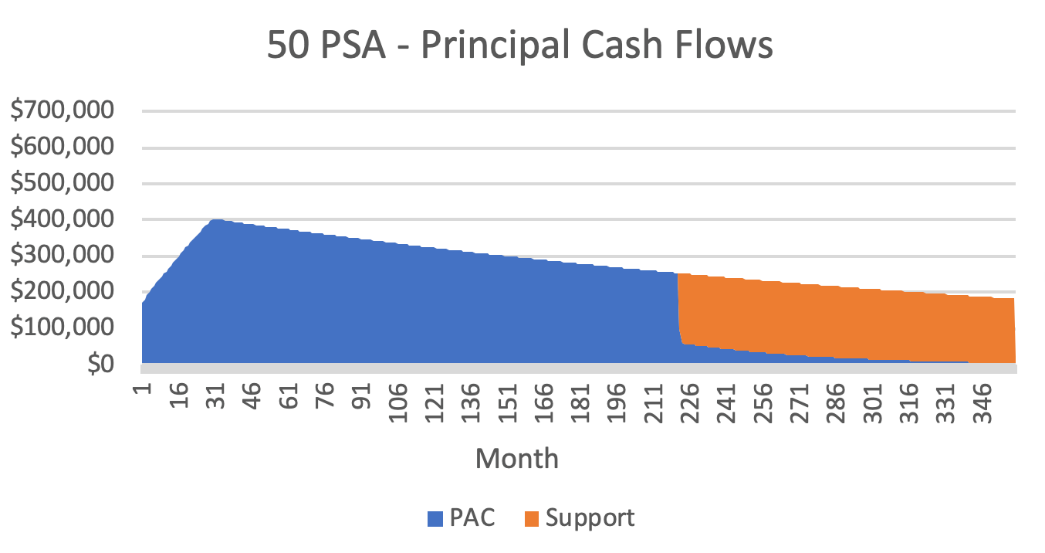 50 PSA - Principal Cash Flows
$700,000
$600,000
$500,000
$400,000
$300,000
$200,000
$100,000
$0
1 16 31 46 61 76 91 106 121 136 151 166 181 196 211 226 241 256 271 286 301 316 331 346
Month
PAC Support